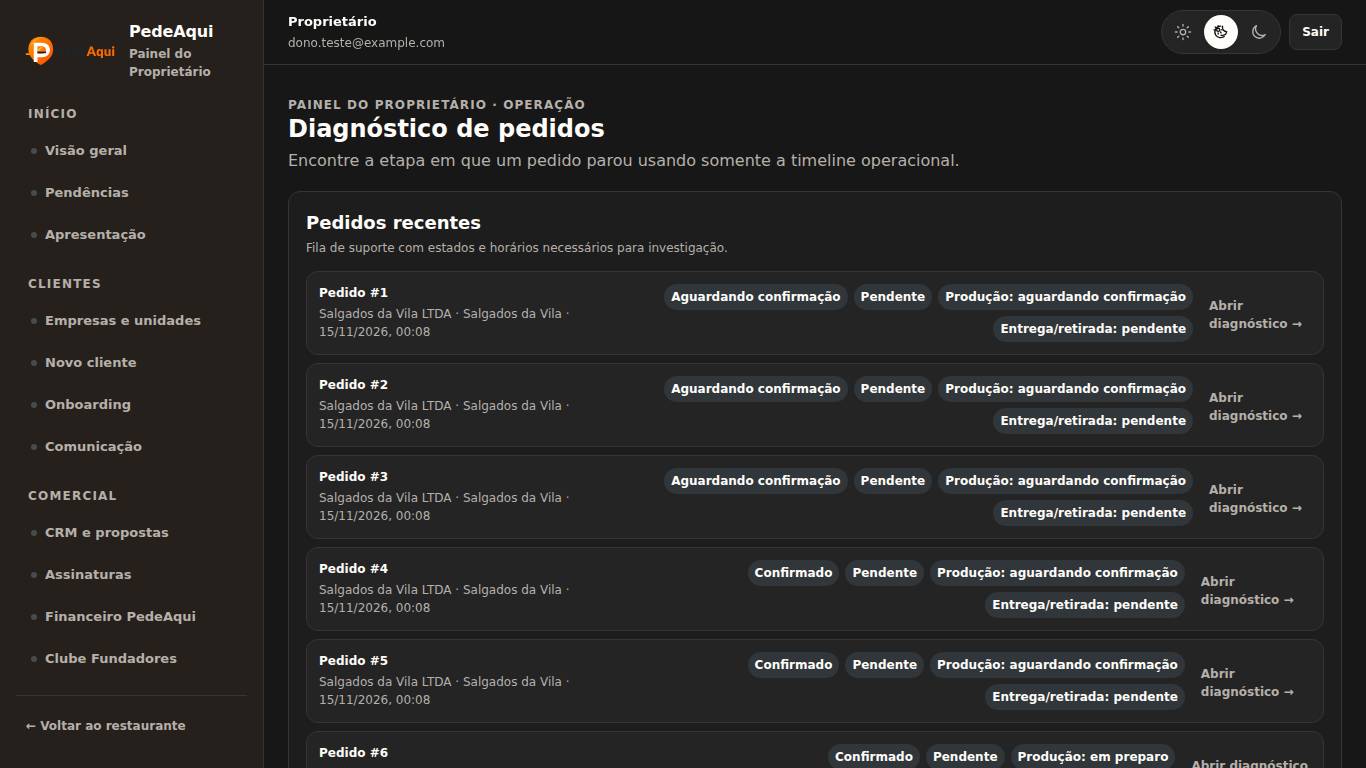 Aqui
PedeAqui
Painel do
Proprietário
INÍCIO
Visão geral
Pendências
Apresentação
CLIENTES
Empresas e unidades
Novo cliente
Onboarding
Comunicação
COMERCIAL
CRM e propostas
Assinaturas
Financeiro PedeAqui
Clube Fundadores
← Voltar ao restaurante
Proprietário
dono.teste@example.com
Sair
PAINEL DO PROPRIETÁRIO · OPERAÇÃO
Diagnóstico de pedidos
Encontre a etapa em que um pedido parou usando somente a timeline operacional.
Pedidos recentes
Fila de suporte com estados e horários necessários para investigação.
Pedido #1
Salgados da Vila LTDA · Salgados da Vila ·
15/11/2026, 00:08
Aguardando confirmação Pendente Produção: aguardando confirmação
Entrega/retirada: pendente
Abrir
diagnóstico →
Pedido #2
Salgados da Vila LTDA · Salgados da Vila ·
15/11/2026, 00:08
Aguardando confirmação Pendente Produção: aguardando confirmação
Entrega/retirada: pendente
Abrir
diagnóstico →
Pedido #3
Salgados da Vila LTDA · Salgados da Vila ·
15/11/2026, 00:08
Aguardando confirmação Pendente Produção: aguardando confirmação
Entrega/retirada: pendente
Abrir
diagnóstico →
Pedido #4
Salgados da Vila LTDA · Salgados da Vila ·
15/11/2026, 00:08
Confirmado Pendente Produção: aguardando confirmação
Entrega/retirada: pendente
Abrir
diagnóstico →
Pedido #5
Salgados da Vila LTDA · Salgados da Vila ·
15/11/2026, 00:08
Confirmado Pendente Produção: aguardando confirmação
Entrega/retirada: pendente
Abrir
diagnóstico →
Pedido #6
Confirmado Pendente Produção: em preparo
Abrir diagnóstico